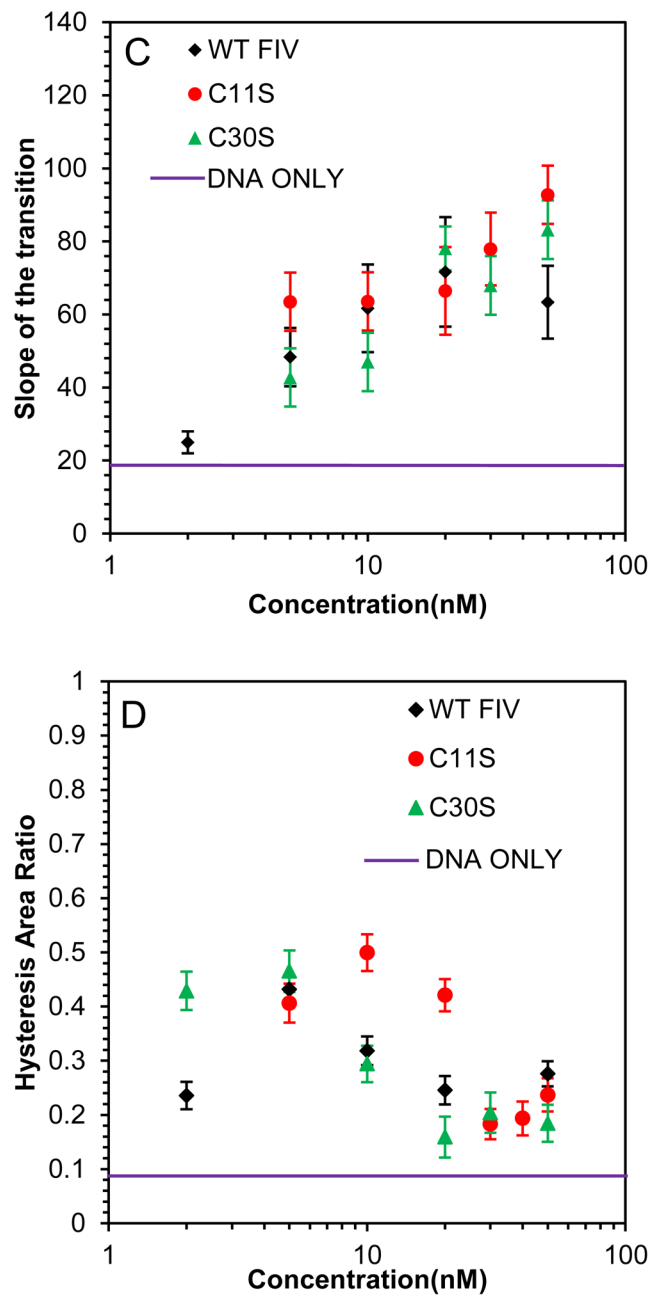 C
WT FIV
C11S
C30S
DNA ONLY
140
120
100
80
60
40
20
0
Slope of the transition
1
10
100
Concentration(nM)
D
WT FIV
C11S
C30S
DNA ONLY
1
0.9
0.8
0.7
0.6
0.5
0.4
0.3
0.2
0.1
0
Hysteresis Area Ratio
1
10
100
Concentration(nM)